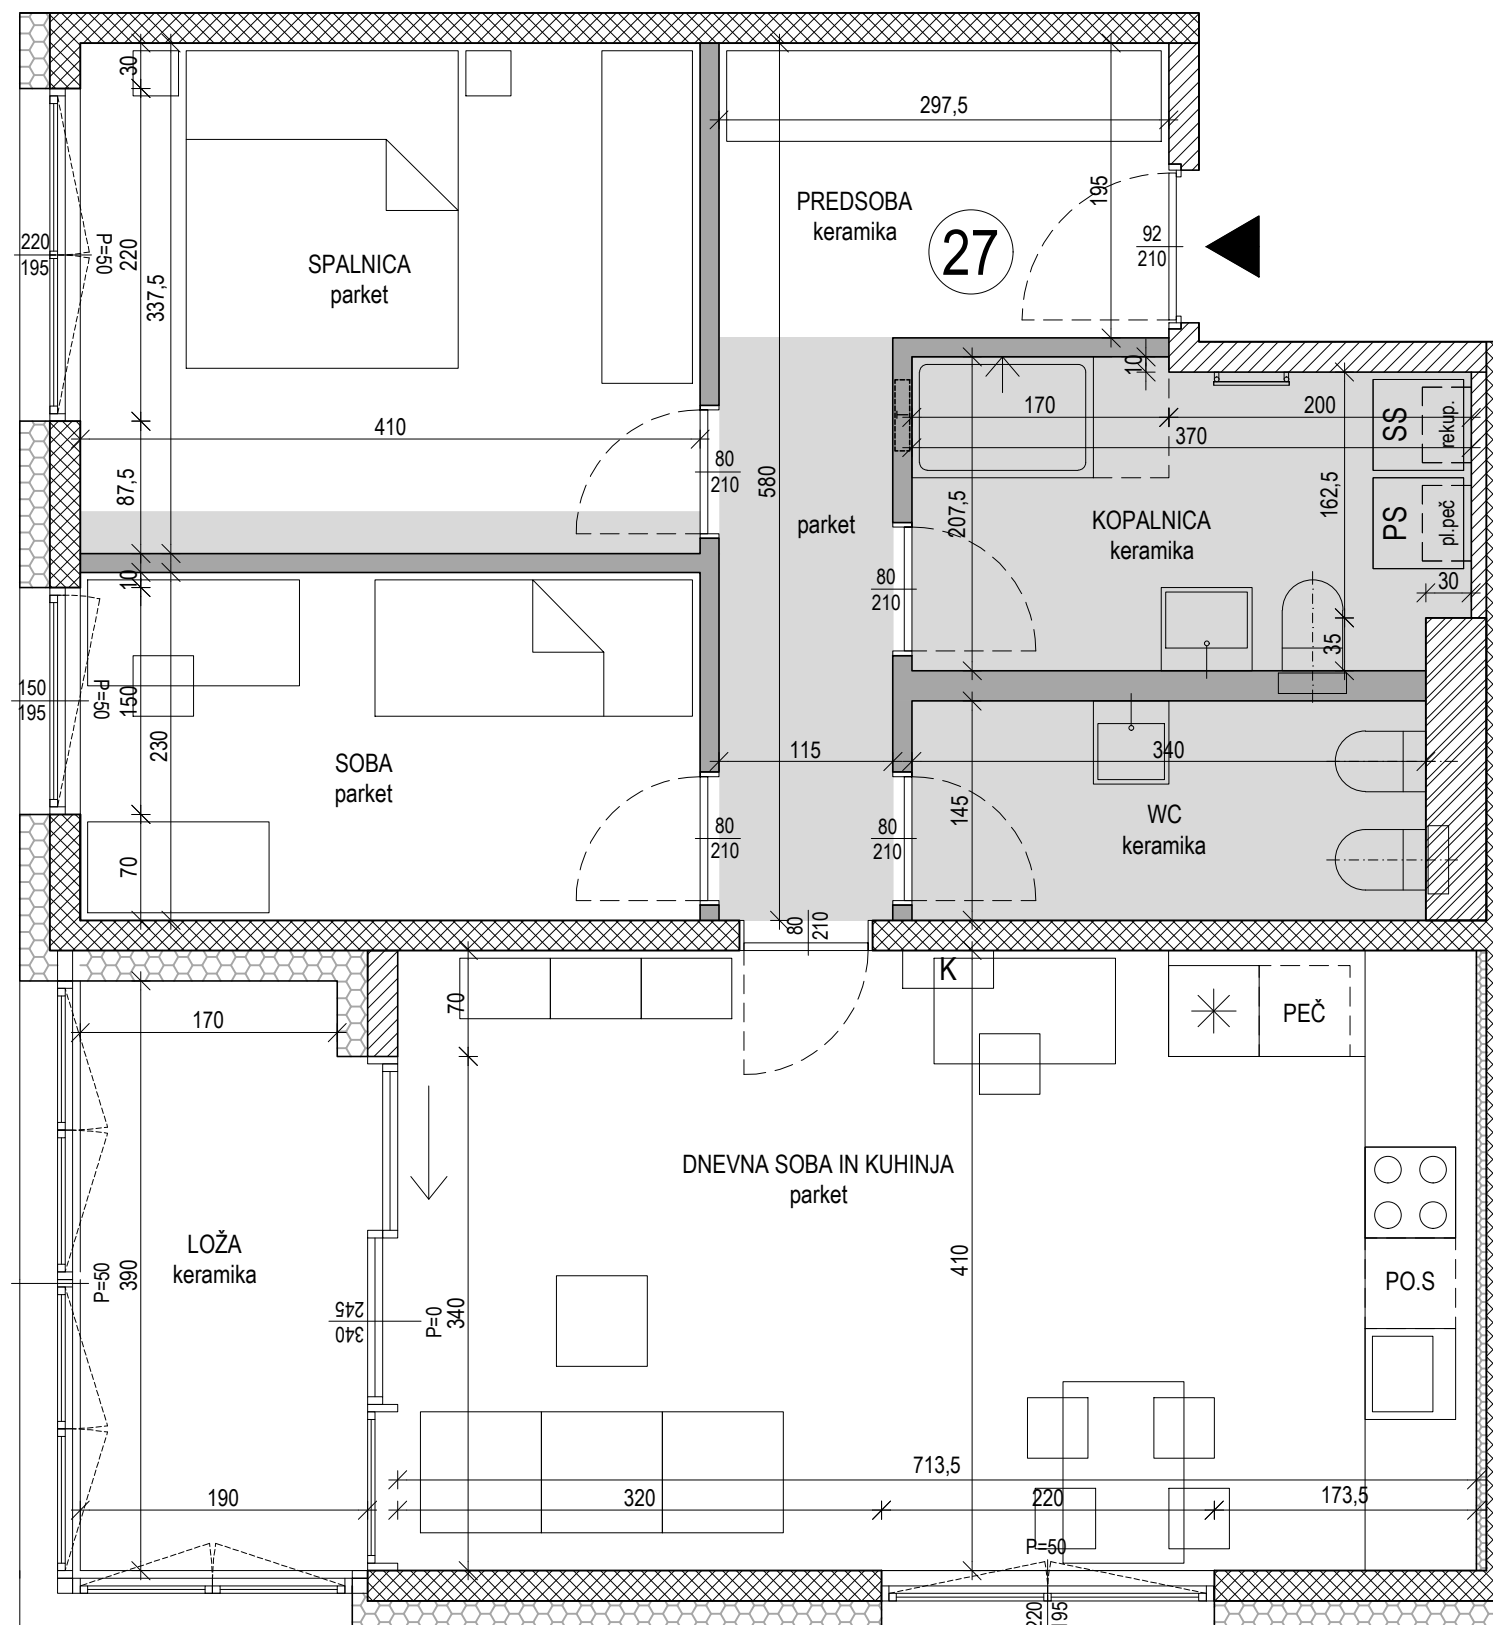 30
297,5
195
PREDSOBA
keramika
27
92
210
220
195
P=50
220
337,5
SPALNICA
parket
410
80
210
87,5
10
580
parket
10
170
200
370
SS
rekup.
PS
pl.peč
162,5
207,5
KOPALNICA
keramika
80
210
30
35
150
195
P=50
150
230
SOBA
parket
115
340
145
WC
keramika
80
210
80
210
70
80
210
170
70
K
PEČ
DNEVNA SOBA IN KUHINJA
parket
LOŽA
keramika
P=50
390
340
245
P=0
340
410
PO.S
713,5
190
320
220
173,5
P=50
220
195